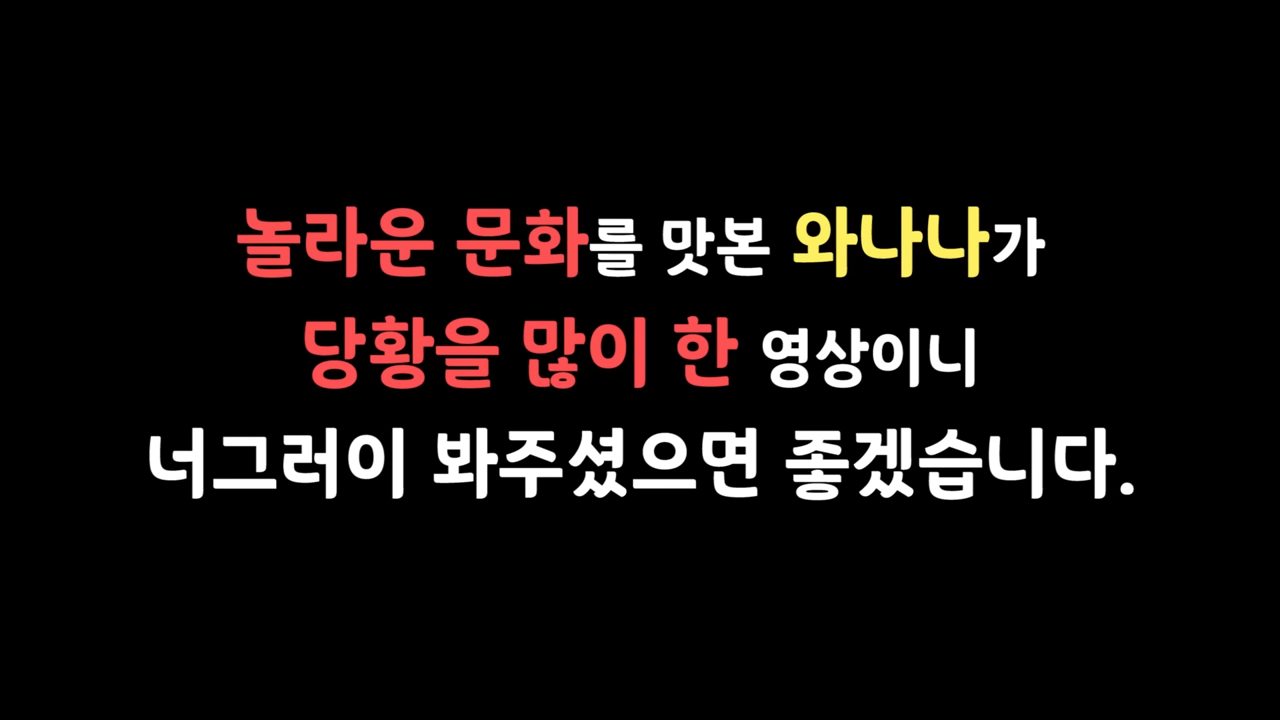 놀라운 문화를 맛본 와나나가
당황을 많이 한 영상이니
너그러이 봐주셨으면 좋겠습니다.